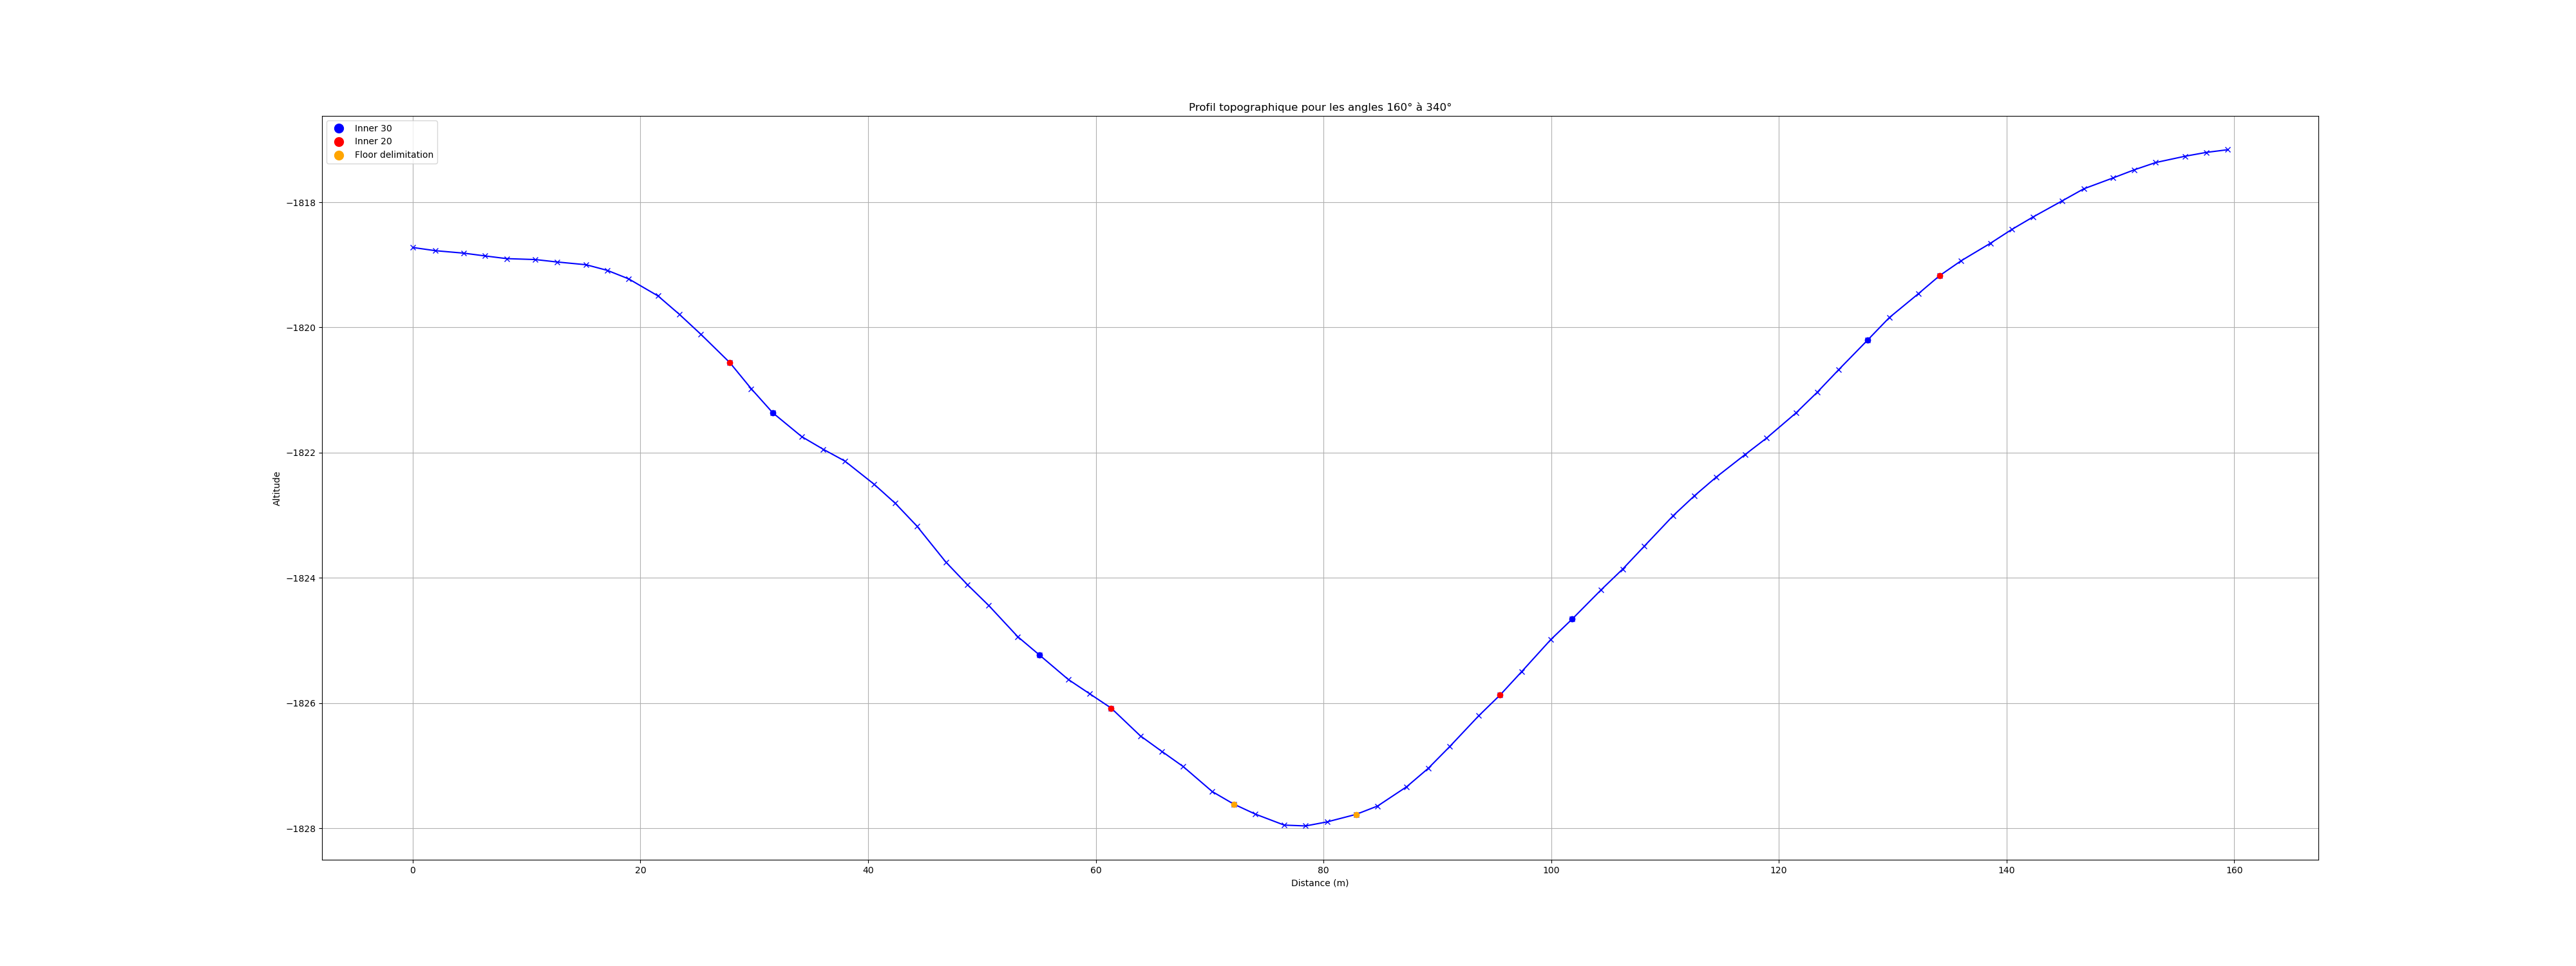 Profil topographique pour les angles 160° à 340°
Inner 30
Inner 20
Floor delimitation
−1818
−1820
−1822
−1824
−1826
−1828
Altitude
0 20 40 60 80 100 120 140 160
Distance (m)